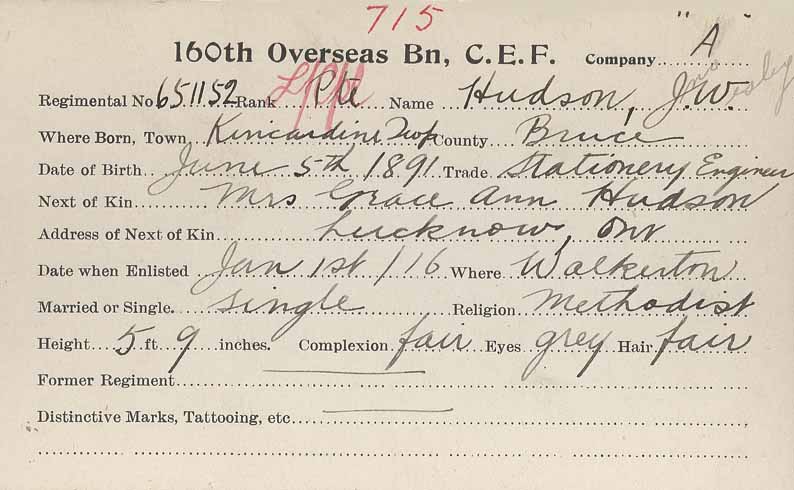 715
160th Overseas Bn, C.E.F. Company "A"
Regimental No 651152 Rank Pte Name Hudson, J.W.
Where Born, Town Kincardine Twp County Bruce
Date of Birth June 5th 1891 Trade Stationery Engineer
Next of Kin Mrs Grace Ann Hudson
Address of Next of Kin Lucknow, Ont
Date when Enlisted Jan 1st /16 Where Walkerton
Married or Single. Single Religion Methodist
Height 5 ft 9 inches. Complexion fair Eyes grey Hair fair
Former Regiment
Distinctive Marks, Tattooing, etc